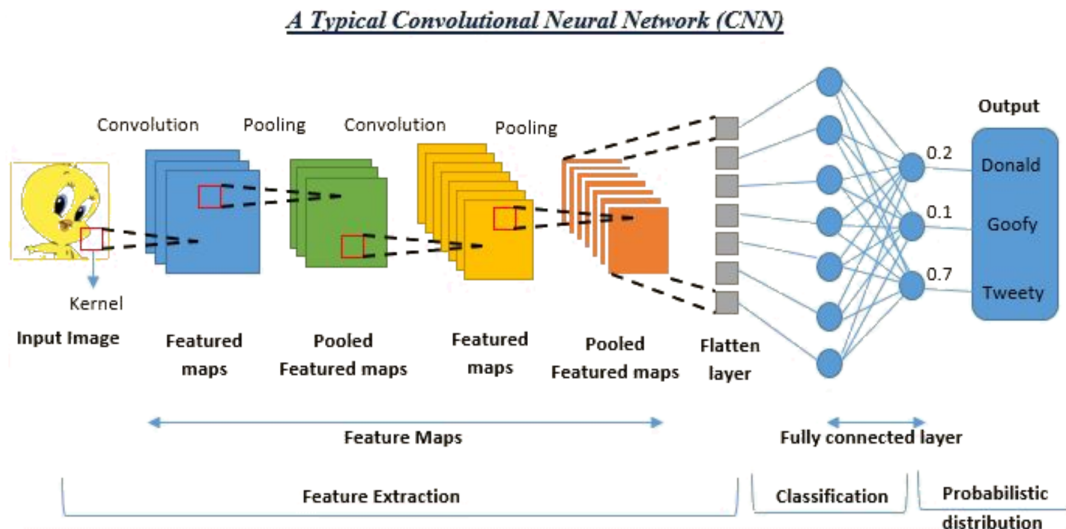 A Typical Convolutional Neural Network (CNN)
Convolution
Pooling
Convolution
Pooling
Output
0.2
Donald
0.1
Goofy
0.7
Tweety
Kernel
Input Image
Featured
maps
Pooled
Featured maps
Featured
maps
Pooled
Featured maps
Flatten
layer
Feature Maps
Fully connected layer
Feature Extraction
Classification
Probabilistic
distribution